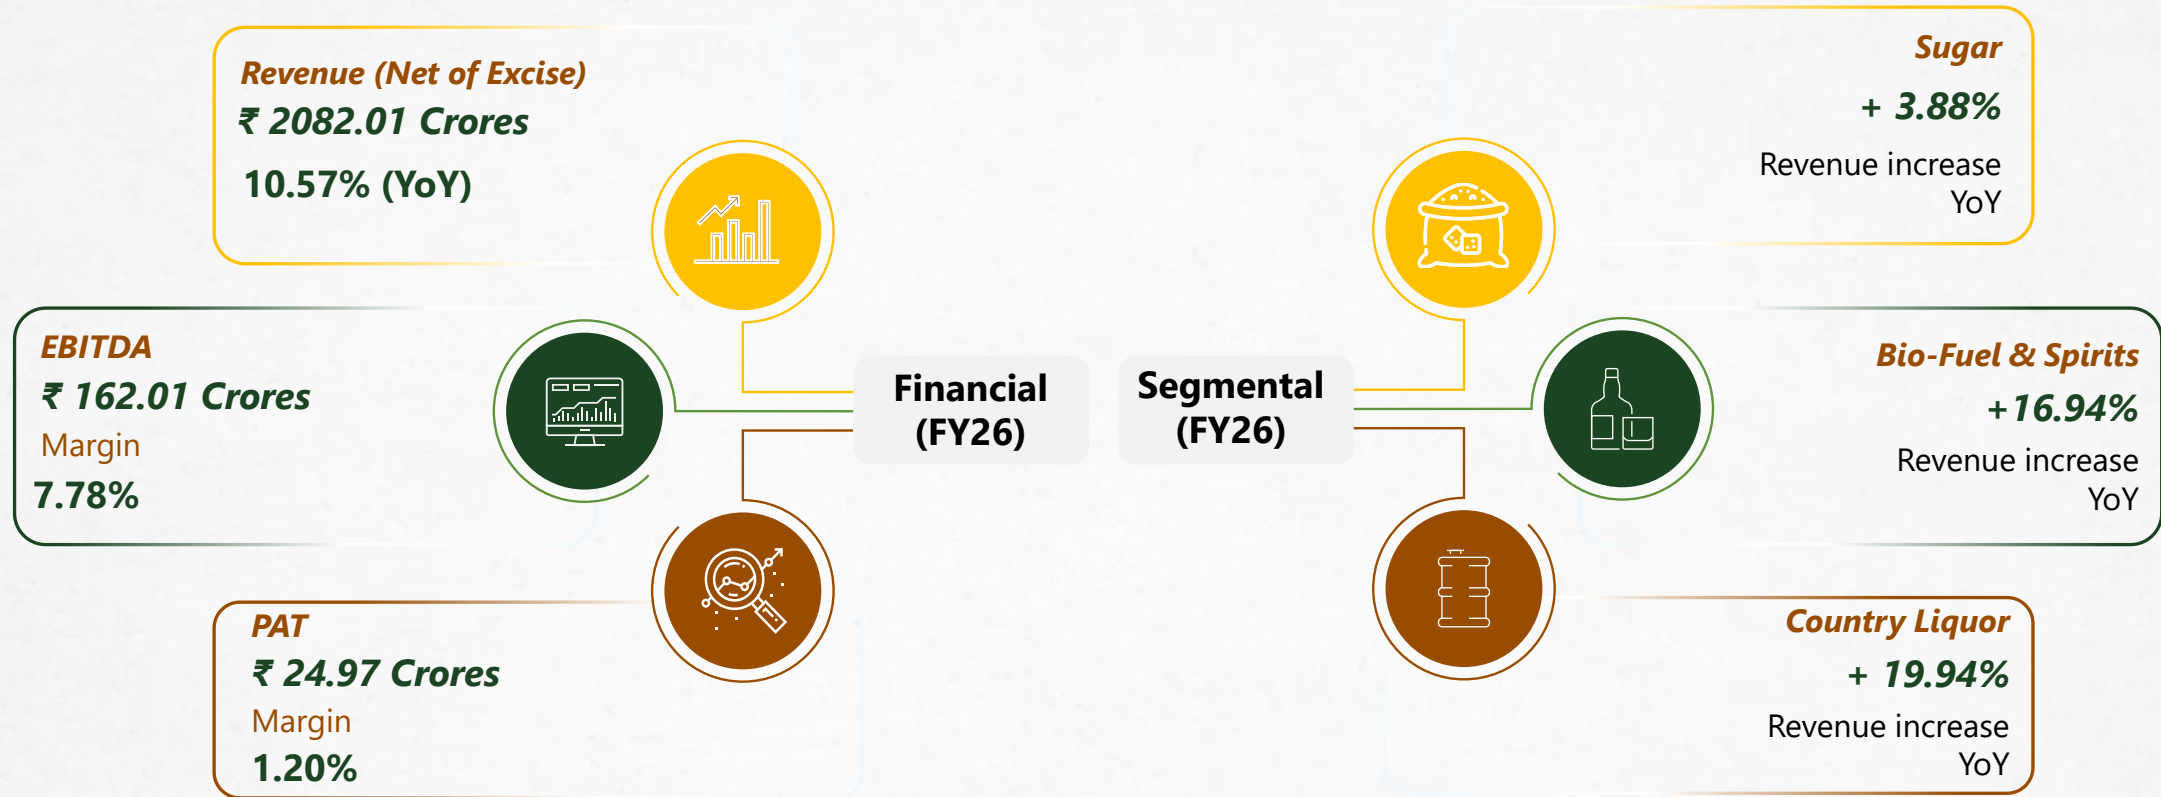 Revenue (Net of Excise)
₹ 2082.01 Crores
10.57% (YoY)
EBITDA
₹ 162.01 Crores
Margin
7.78%
PAT
₹ 24.97 Crores
Margin
1.20%
Financial
(FY26)
Segmental
(FY26)
Sugar
+ 3.88%
Revenue increase
YoY
Bio-Fuel & Spirits
+16.94%
Revenue increase
YoY
Country Liquor
+ 19.94%
Revenue increase
YoY